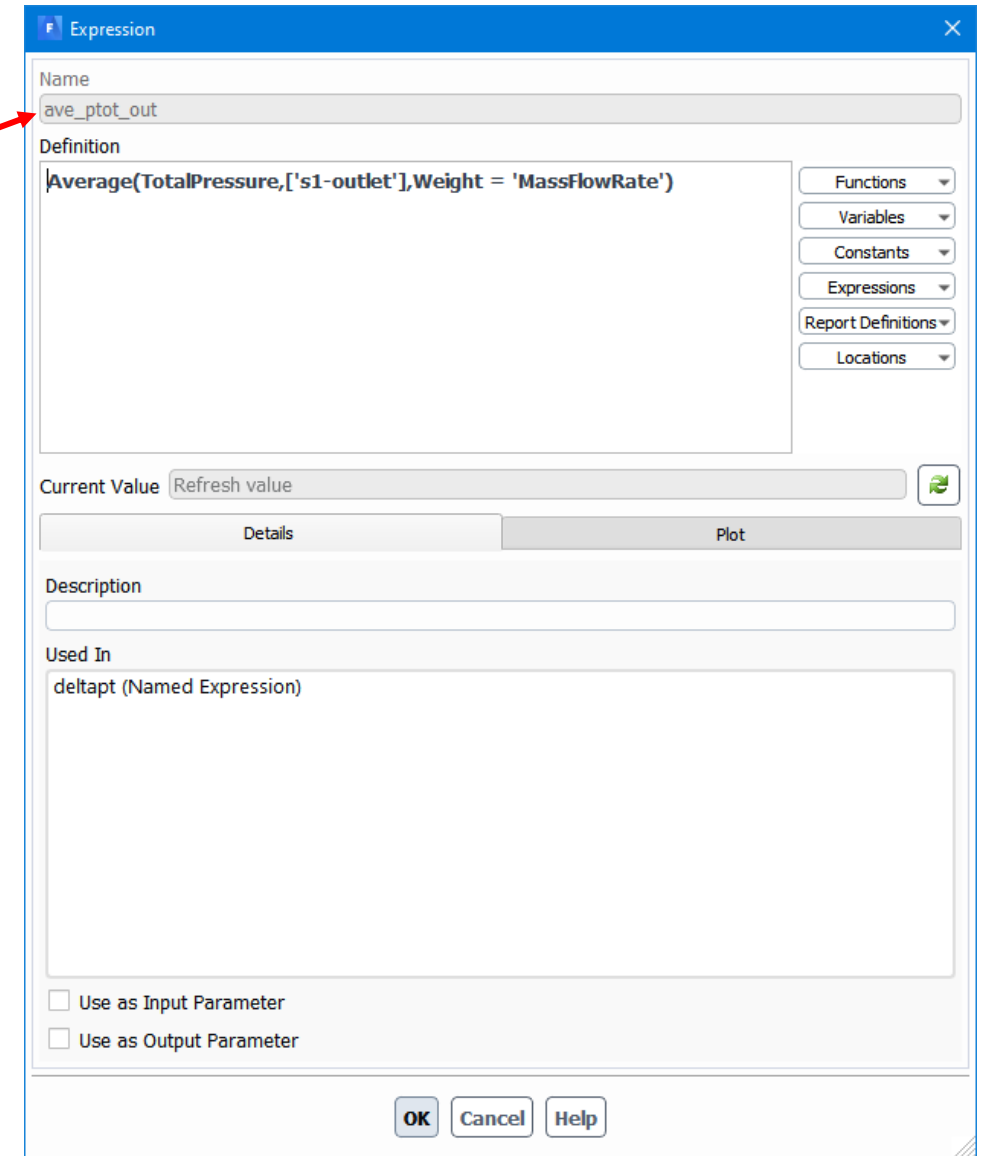 F Expression
Name
ave_ptot_out
Definition
Average(TotalPressure,['s1-outlet'],Weight = 'MassFlowRate')
Functions
Variables
Constants
Expressions
Report Definitions
Locations
Current Value Refresh value
Details Plot
Description
Used In
deltapt (Named Expression)
Use as Input Parameter
Use as Output Parameter
OK Cancel Help